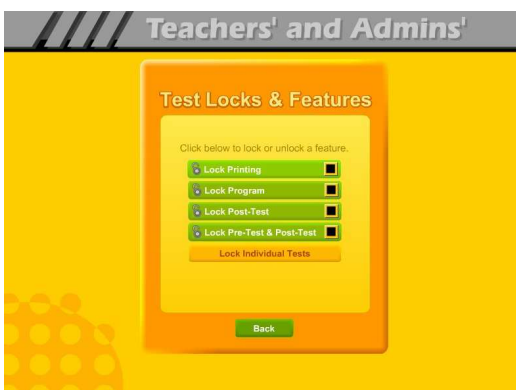 Teachers' and Admins'
Test Locks & Features
Click below to lock or unlock a feature.
Lock Printing
Lock Program
Lock Post-Test
Lock Pre-Test & Post-Test
Lock Individual Tests
Back